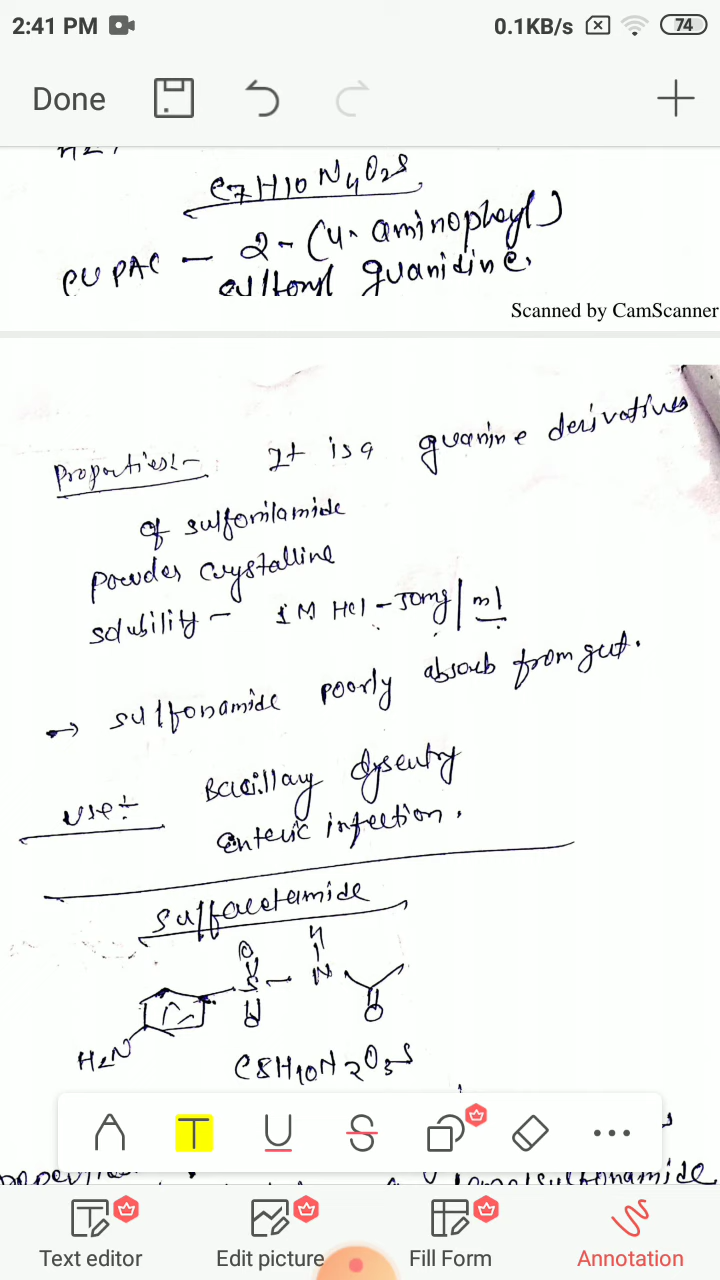 2:41 PM 0.1KB/s 74
Done
C7H10N4O2S
IUPAC - 2-(4-aminopheyl)
sulfonyl guanidine.
Scanned by CamScanner
Properties:- It is a guanine derivatives
of sulfonilamide
powder crystalline
solubility - 1M HCl - 50mg/ml
→ sulfonamide poorly absorb from gut.
Use:- Bacillary dysentry
Enteric infection.
Sulfacetamide
O H
S N
H2N O O
C8H10N2O3S
T U S
sulfonamide
Text editor Edit picture Fill Form Annotation